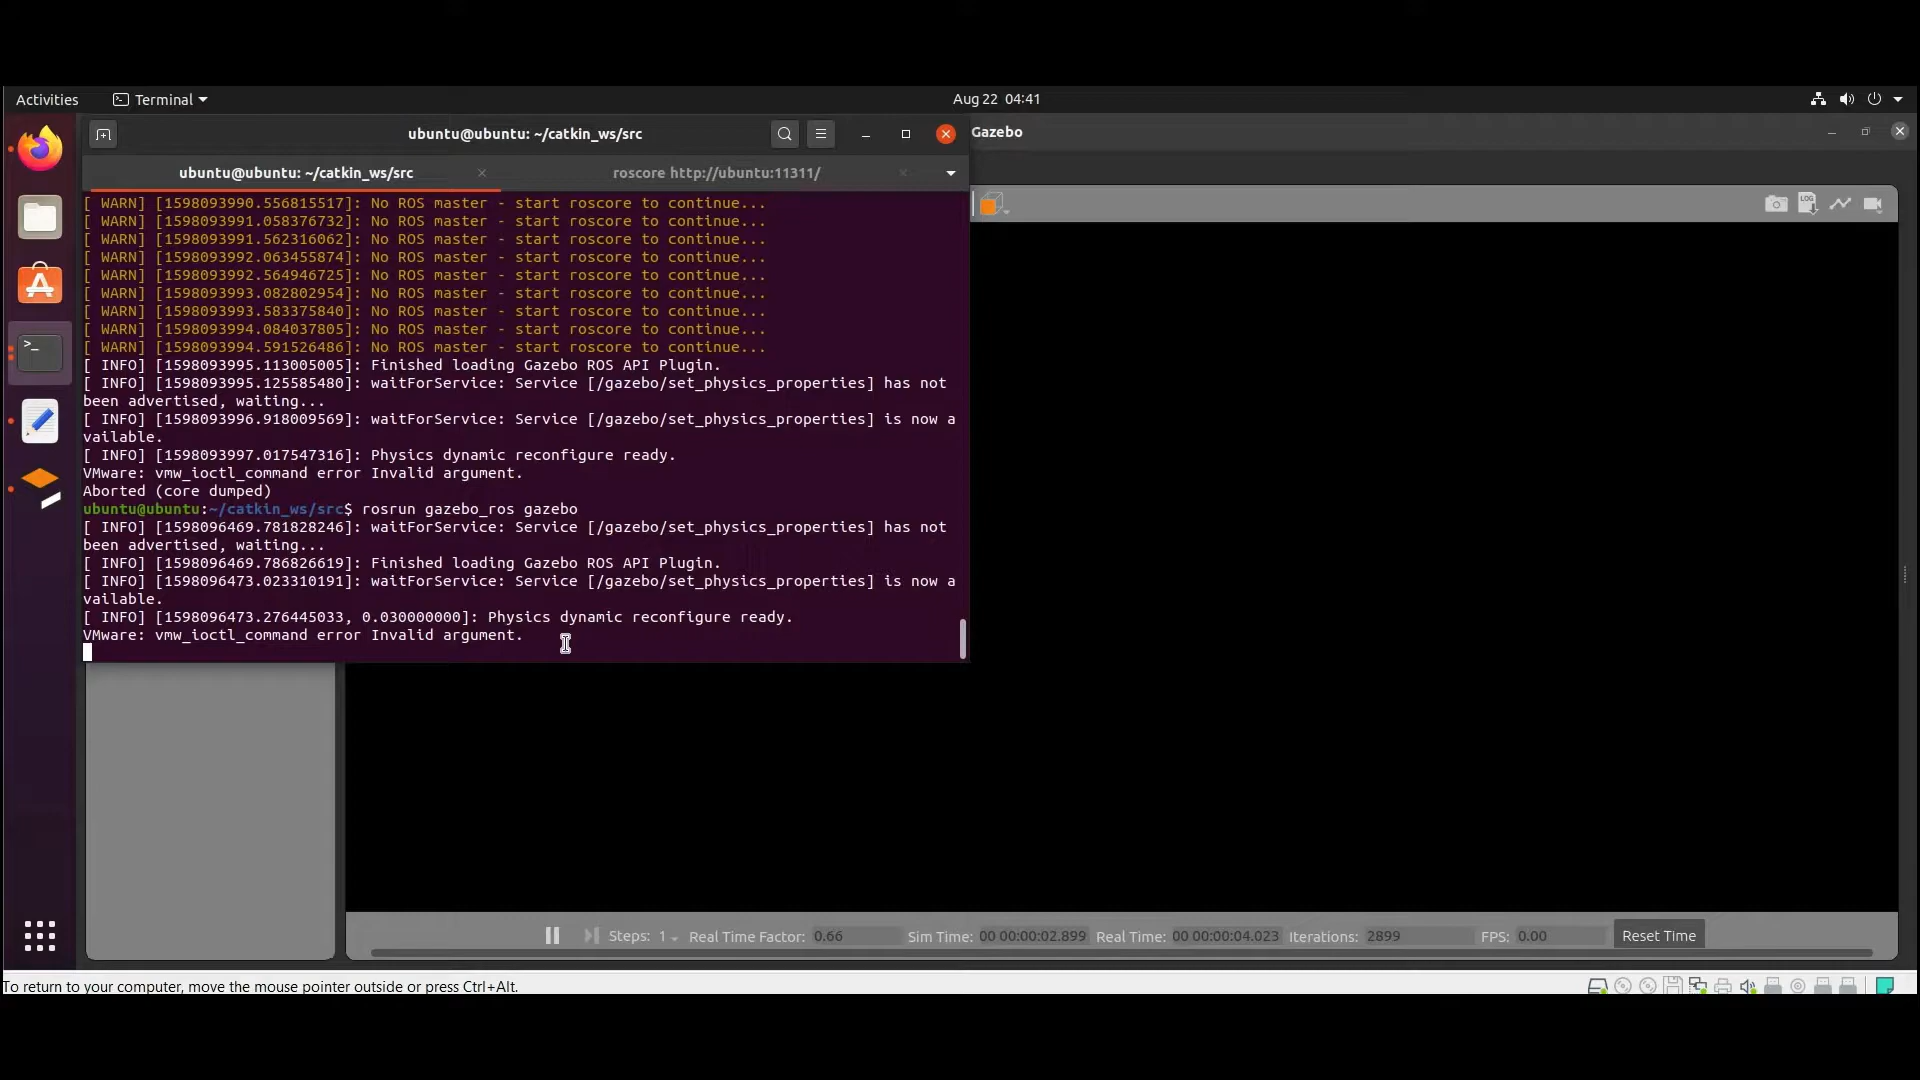 Activities
Terminal
Aug 22 04:41
ubuntu@ubuntu: ~/catkin_ws/src
Gazebo
ubuntu@ubuntu: ~/catkin_ws/src
roscore http://ubuntu:11311/
[ WARN] [1598093990.556815517]: No ROS master - start roscore to continue...
[ WARN] [1598093991.058376732]: No ROS master - start roscore to continue...
[ WARN] [1598093991.562316062]: No ROS master - start roscore to continue...
[ WARN] [1598093992.063455874]: No ROS master - start roscore to continue...
[ WARN] [1598093992.564946725]: No ROS master - start roscore to continue...
[ WARN] [1598093993.082802954]: No ROS master - start roscore to continue...
[ WARN] [1598093993.583375840]: No ROS master - start roscore to continue...
[ WARN] [1598093994.084037805]: No ROS master - start roscore to continue...
[ WARN] [1598093994.591526486]: No ROS master - start roscore to continue...
[ INFO] [1598093995.113005005]: Finished loading Gazebo ROS API Plugin.
[ INFO] [1598093995.125585480]: waitForService: Service [/gazebo/set_physics_properties] has not
been advertised, waiting...
[ INFO] [1598093996.918009569]: waitForService: Service [/gazebo/set_physics_properties] is now a
vailable.
[ INFO] [1598093997.017547316]: Physics dynamic reconfigure ready.
VMware: vmw_ioctl_command error Invalid argument.
Aborted (core dumped)
ubuntu@ubuntu:~/catkin_ws/src$ rosrun gazebo_ros gazebo
[ INFO] [1598096469.781828246]: waitForService: Service [/gazebo/set_physics_properties] has not
been advertised, waiting...
[ INFO] [1598096469.786826619]: Finished loading Gazebo ROS API Plugin.
[ INFO] [1598096473.023310191]: waitForService: Service [/gazebo/set_physics_properties] is now a
vailable.
[ INFO] [1598096473.276445033, 0.030000000]: Physics dynamic reconfigure ready.
VMware: vmw_ioctl_command error Invalid argument.
LOG
Steps: 1 Real Time Factor: 0.66 Sim Time: 00 00:00:02.899 Real Time: 00 00:00:04.023 Iterations: 2899 FPS: 0.00 Reset Time
To return to your computer, move the mouse pointer outside or press Ctrl+Alt.